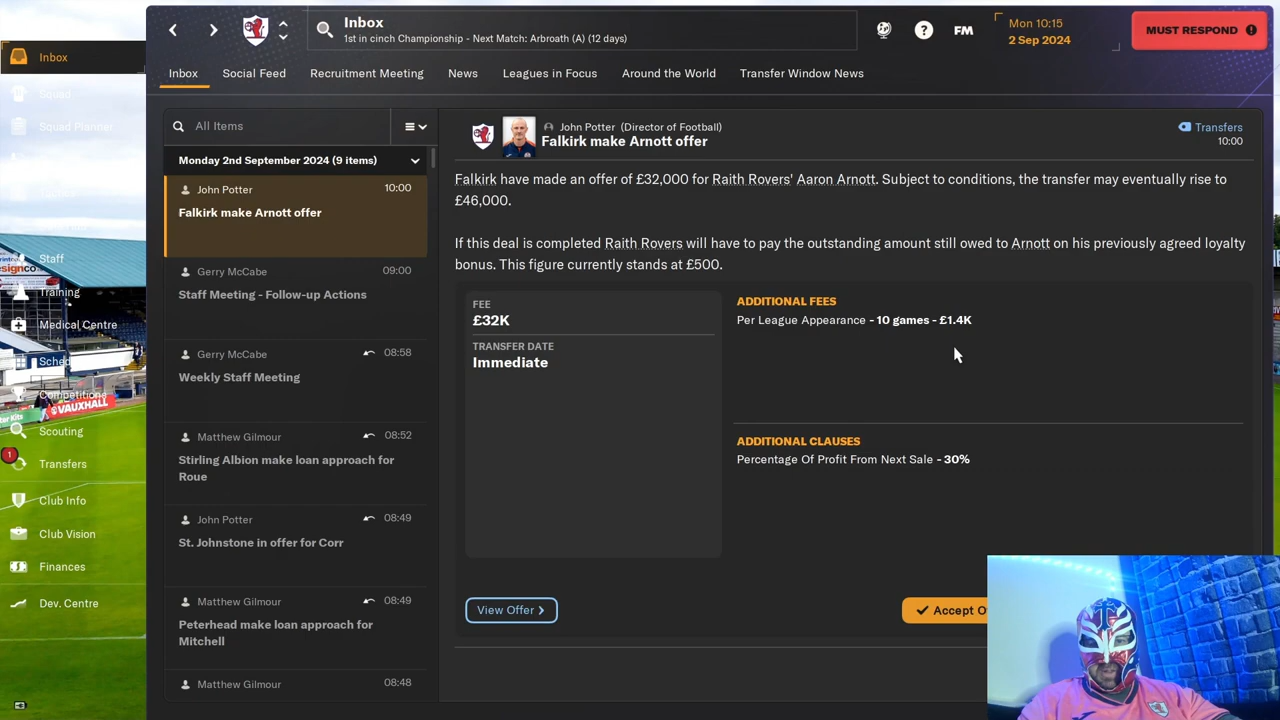 Inbox
1st in cinch Championship - Next Match: Arbroath (A) (12 days)
FM
Mon 10:15
2 Sep 2024
MUST RESPOND
Inbox
Social Feed
Recruitment Meeting
News
Leagues in Focus
Around the World
Transfer Window News
Inbox
Squad
Squad Planner
Staff
Training
Medical Centre
Sched
Competitions
Scouting
1
Transfers
Club Info
Club Vision
Finances
Dev. Centre
VAUXHALL
All Items
Monday 2nd September 2024 (9 items)
John Potter 10:00
Falkirk make Arnott offer
Gerry McCabe 09:00
Staff Meeting - Follow-up Actions
Gerry McCabe 08:58
Weekly Staff Meeting
Matthew Gilmour 08:52
Stirling Albion make loan approach for
Roue
John Potter 08:49
St. Johnstone in offer for Corr
Matthew Gilmour 08:49
Peterhead make loan approach for
Mitchell
Matthew Gilmour 08:48
John Potter (Director of Football)
Falkirk make Arnott offer
Transfers
10:00
Falkirk have made an offer of £32,000 for Raith Rovers' Aaron Arnott. Subject to conditions, the transfer may eventually rise to
£46,000.
If this deal is completed Raith Rovers will have to pay the outstanding amount still owed to Arnott on his previously agreed loyalty
bonus. This figure currently stands at £500.
FEE
£32K
TRANSFER DATE
Immediate
ADDITIONAL FEES
Per League Appearance - 10 games - £1.4K
ADDITIONAL CLAUSES
Percentage Of Profit From Next Sale - 30%
View Offer
Accept O